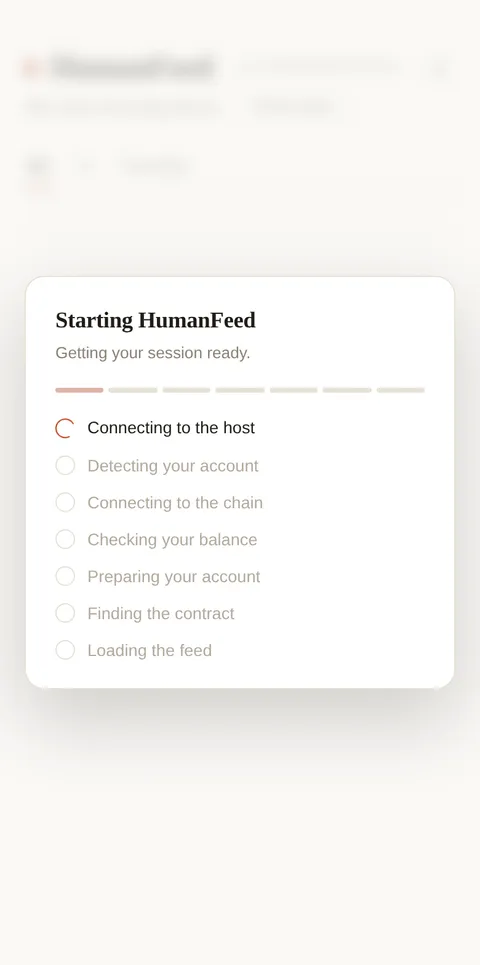 Starting HumanFeed
Getting your session ready.
Connecting to the host
Detecting your account
Connecting to the chain
Checking your balance
Preparing your account
Finding the contract
Loading the feed